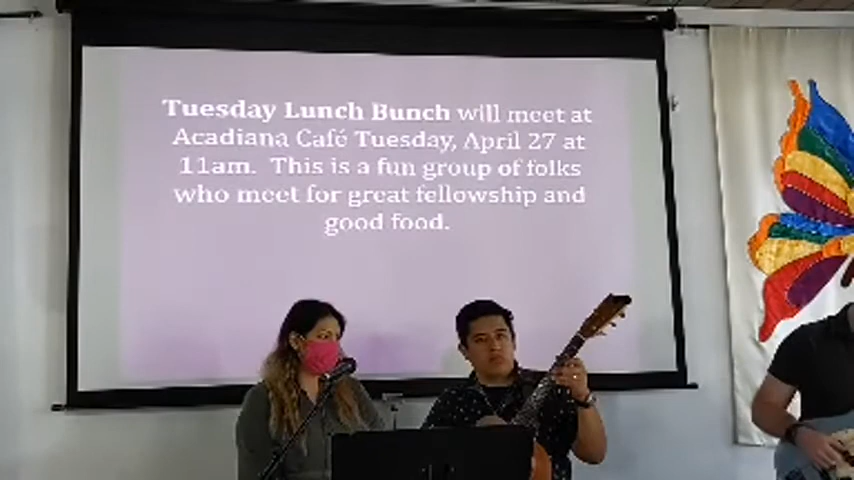 Tuesday Lunch Bunch will meet at
Acadiana Café Tuesday, April 27 at
11am.  This is a fun group of folks
who meet for great fellowship and
good food.